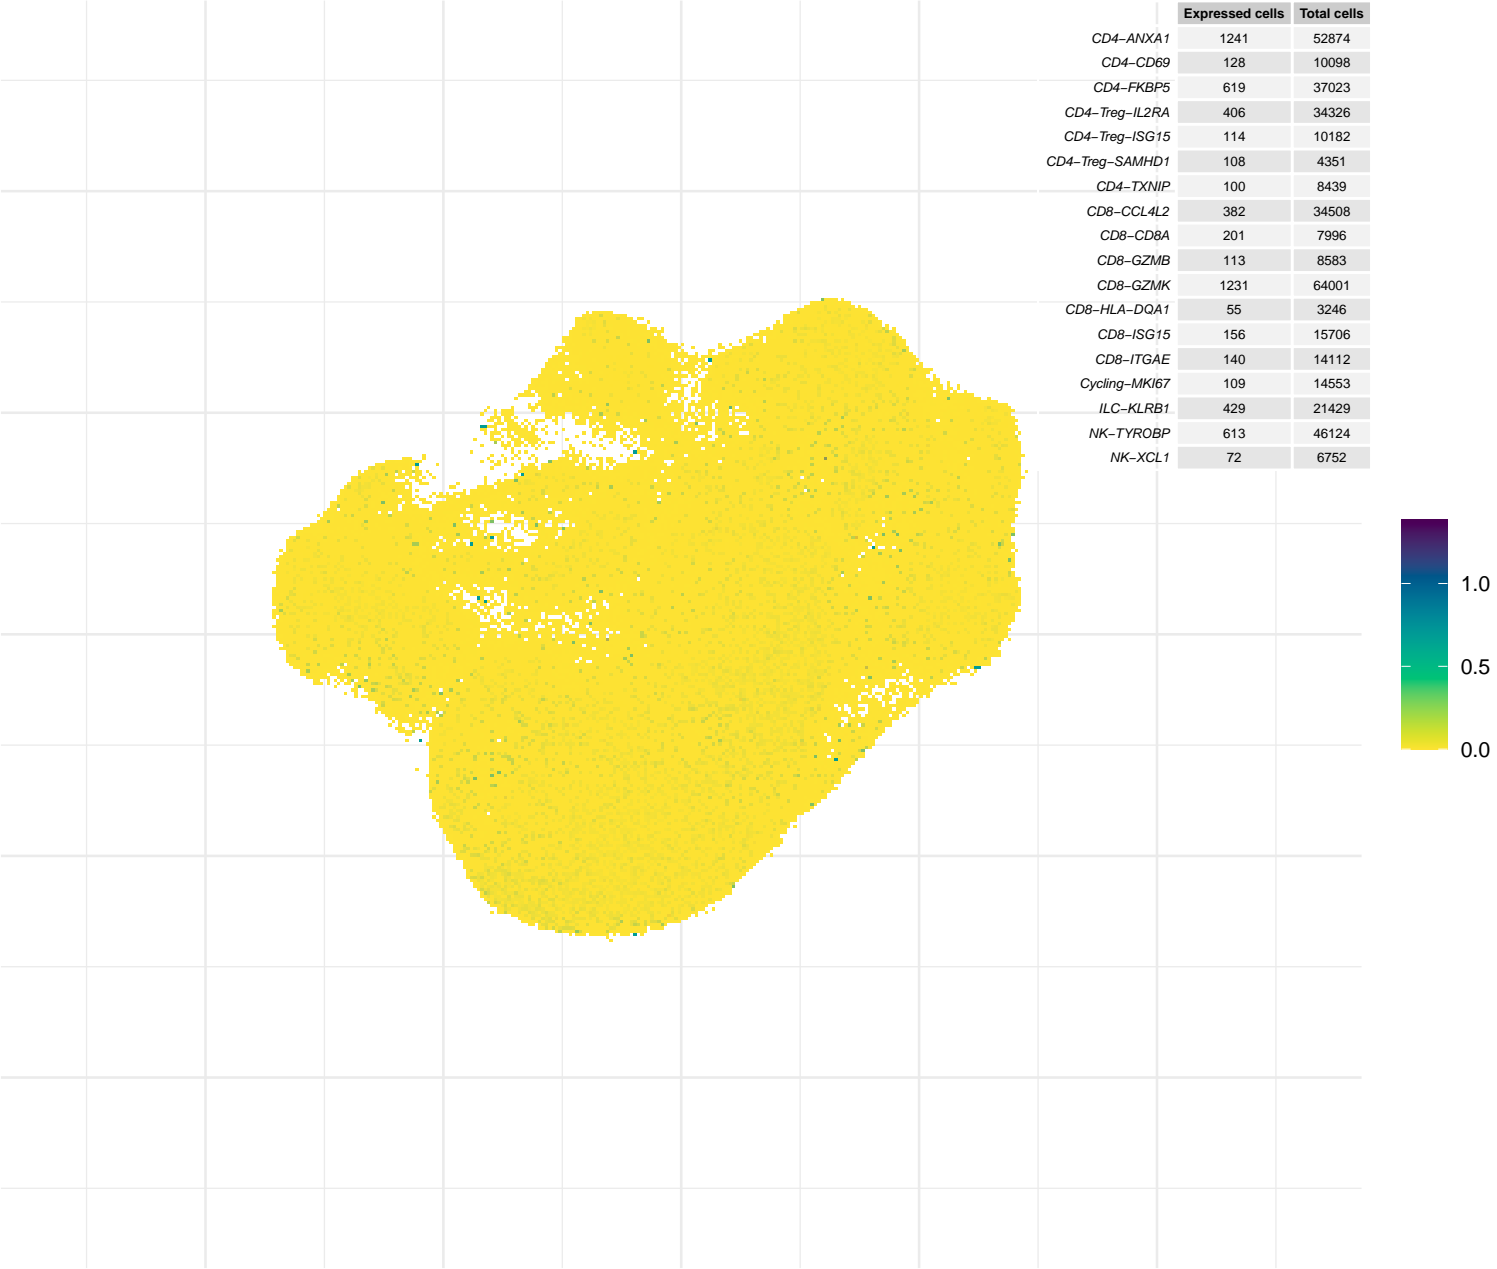 Expressed cells Total cells
CD4−ANXA1 1241 52874
CD4−CD69 128 10098
CD4−FKBP5 619 37023
CD4−Treg−IL2RA 406 34326
CD4−Treg−ISG15 114 10182
CD4−Treg−SAMHD1 108 4351
CD4−TXNIP 100 8439
CD8−CCL4L2 382 34508
CD8−CD8A 201 7996
CD8−GZMB 113 8583
CD8−GZMK 1231 64001
CD8−HLA−DQA1 55 3246
CD8−ISG15 156 15706
CD8−ITGAE 140 14112
Cycling−MKI67 109 14553
ILC−KLRB1 429 21429
NK−TYROBP 613 46124
NK−XCL1 72 6752
1.0
0.5
0.0